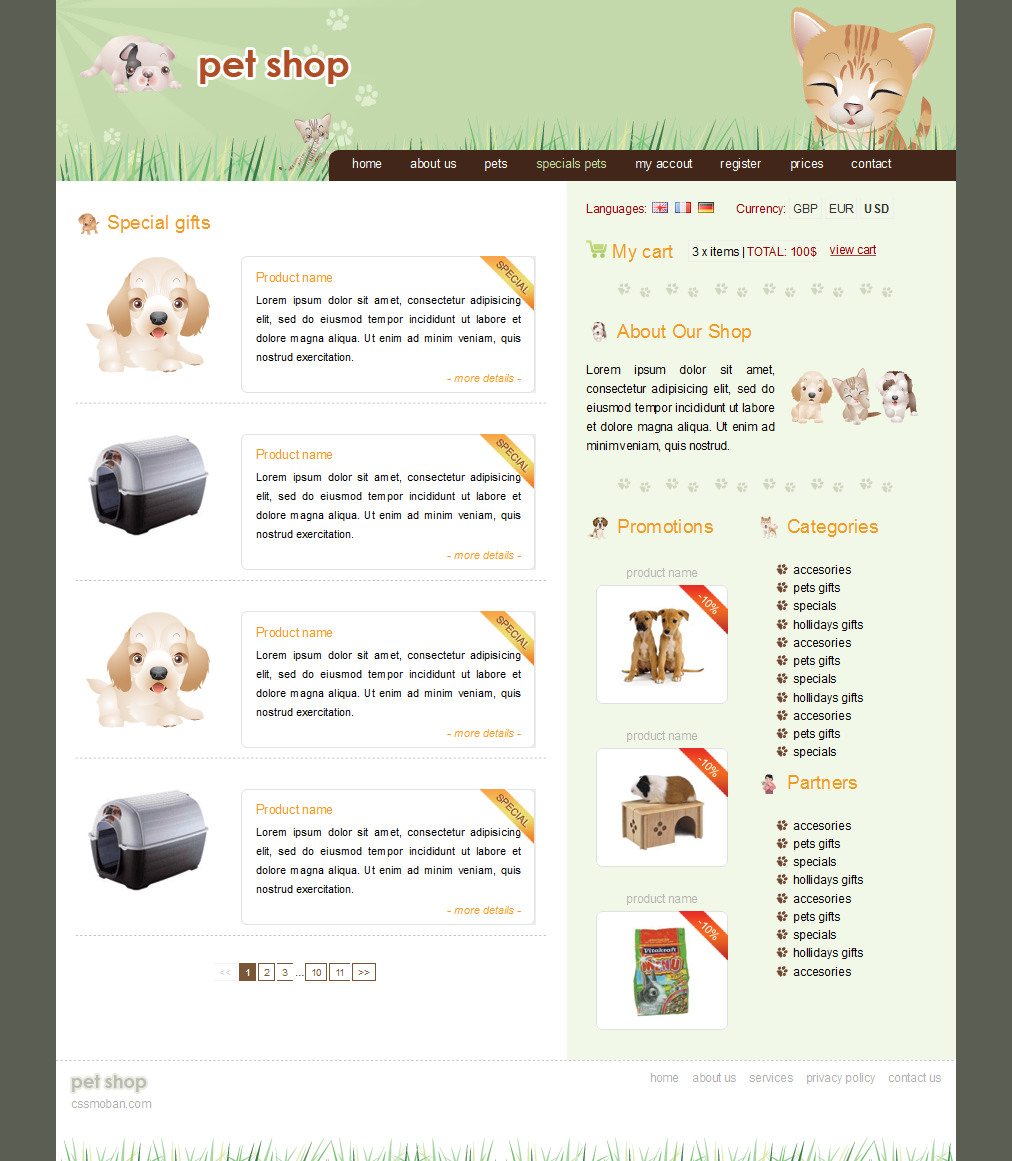 pet shop
home about us pets specials pets my accout register prices contact
Special gifts
SPECIAL
Product name
Lorem ipsum dolor sit amet, consectetur adipisicing
elit, sed do eiusmod tempor incididunt ut labore et
dolore magna aliqua. Ut enim ad minim veniam, quis
nostrud exercitation.
- more details -
SPECIAL
Product name
Lorem ipsum dolor sit amet, consectetur adipisicing
elit, sed do eiusmod tempor incididunt ut labore et
dolore magna aliqua. Ut enim ad minim veniam, quis
nostrud exercitation.
- more details -
SPECIAL
Product name
Lorem ipsum dolor sit amet, consectetur adipisicing
elit, sed do eiusmod tempor incididunt ut labore et
dolore magna aliqua. Ut enim ad minim veniam, quis
nostrud exercitation.
- more details -
SPECIAL
Product name
Lorem ipsum dolor sit amet, consectetur adipisicing
elit, sed do eiusmod tempor incididunt ut labore et
dolore magna aliqua. Ut enim ad minim veniam, quis
nostrud exercitation.
- more details -
<< 1 2 3 ... 10 11 >>
Languages: Currency: GBP EUR USD
My cart 3 x items | TOTAL: 100$ view cart
About Our Shop
Lorem ipsum dolor sit amet,
consectetur adipisicing elit, sed do
eiusmod tempor incididunt ut labore
et dolore magna aliqua. Ut enim ad
minimveniam, quis nostrud.
Promotions
product name
-10%
product name
-10%
product name
-10%
Vitakraft
MENU
Categories
accesories
pets gifts
specials
hollidays gifts
accesories
pets gifts
specials
hollidays gifts
accesories
pets gifts
specials
Partners
accesories
pets gifts
specials
hollidays gifts
accesories
pets gifts
specials
hollidays gifts
accesories
pet shop
cssmoban.com
home about us services privacy policy contact us